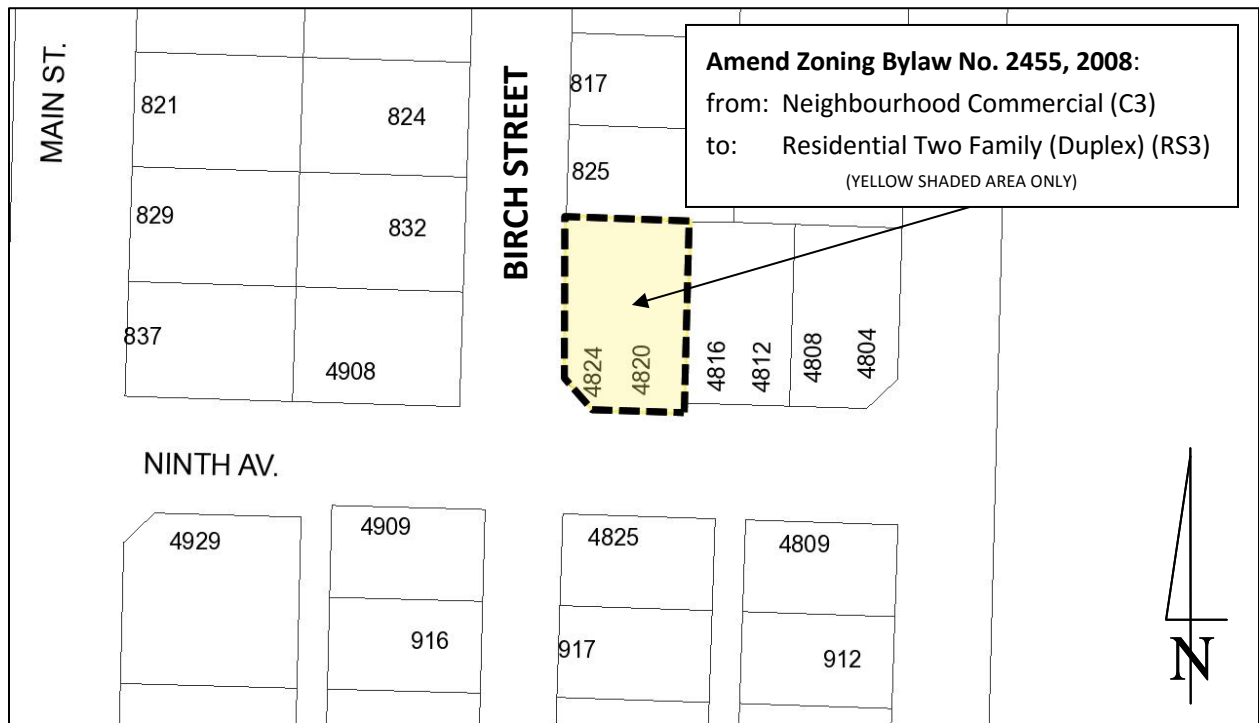 MAIN ST.
BIRCH STREET
Amend Zoning Bylaw No. 2455, 2008:
from: Neighbourhood Commercial (C3)
to: Residential Two Family (Duplex) (RS3)
(YELLOW SHADED AREA ONLY)
821
824
817
825
829
832
837
4908
4824
4820
4816
4812
4808
4804
NINTH AV.
4929
4909
4825
4809
916
917
912
N